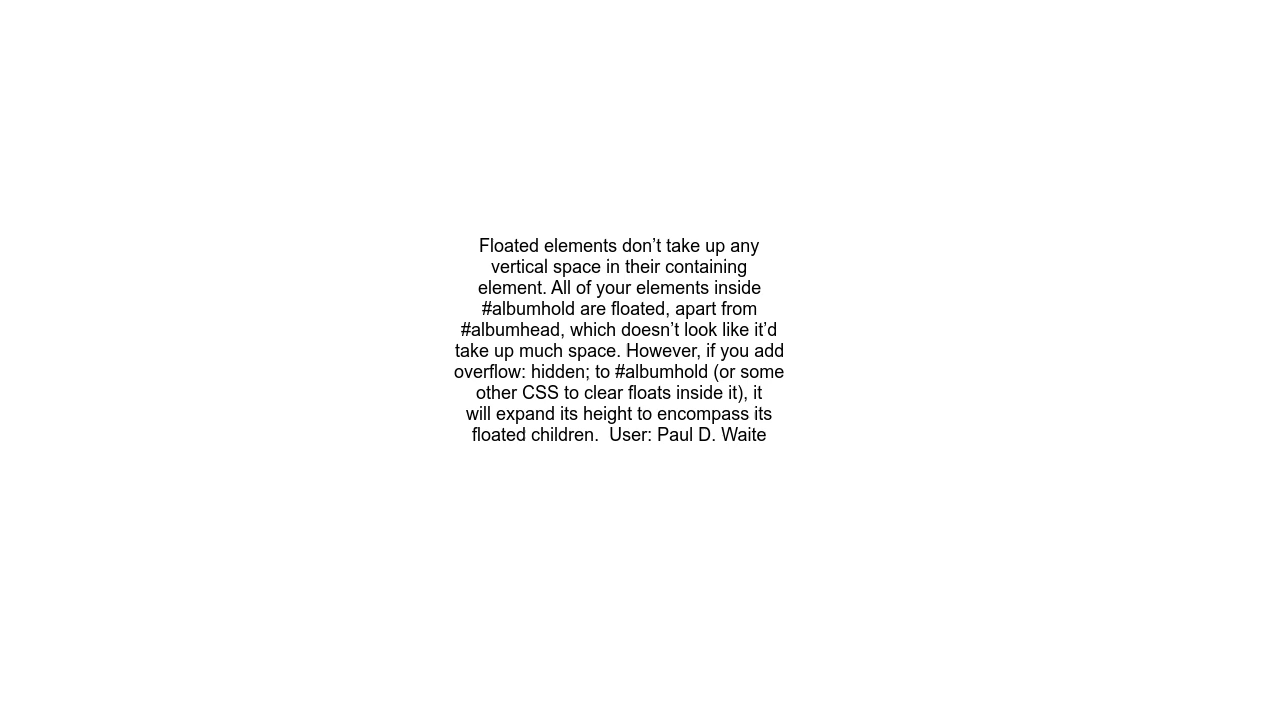 Floated elements don’t take up any
vertical space in their containing
element. All of your elements inside
#albumhold are floated, apart from
#albumhead, which doesn’t look like it’d
take up much space. However, if you add
overflow: hidden; to #albumhold (or some
other CSS to clear floats inside it), it
will expand its height to encompass its
floated children.  User: Paul D. Waite